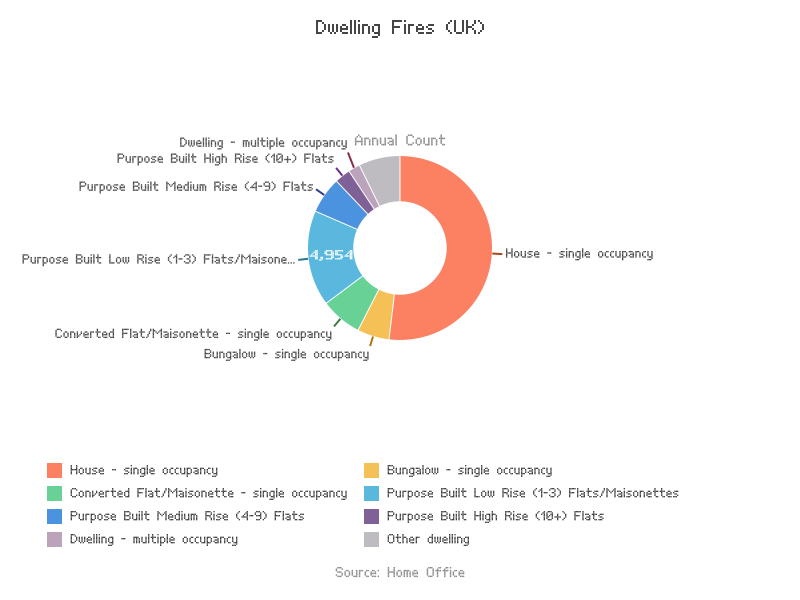 Dwelling Fires (UK)
Annual Count
Dwelling - multiple occupancy
Purpose Built High Rise (10+) Flats
Purpose Built Medium Rise (4-9) Flats
House - single occupancy
4,954
Purpose Built Low Rise (1-3) Flats/Maisone...
Converted Flat/Maisonette - single occupancy
Bungalow - single occupancy
House - single occupancy
Bungalow - single occupancy
Converted Flat/Maisonette - single occupancy
Purpose Built Low Rise (1-3) Flats/Maisonettes
Purpose Built Medium Rise (4-9) Flats
Purpose Built High Rise (10+) Flats
Dwelling - multiple occupancy
Other dwelling
Source: Home Office